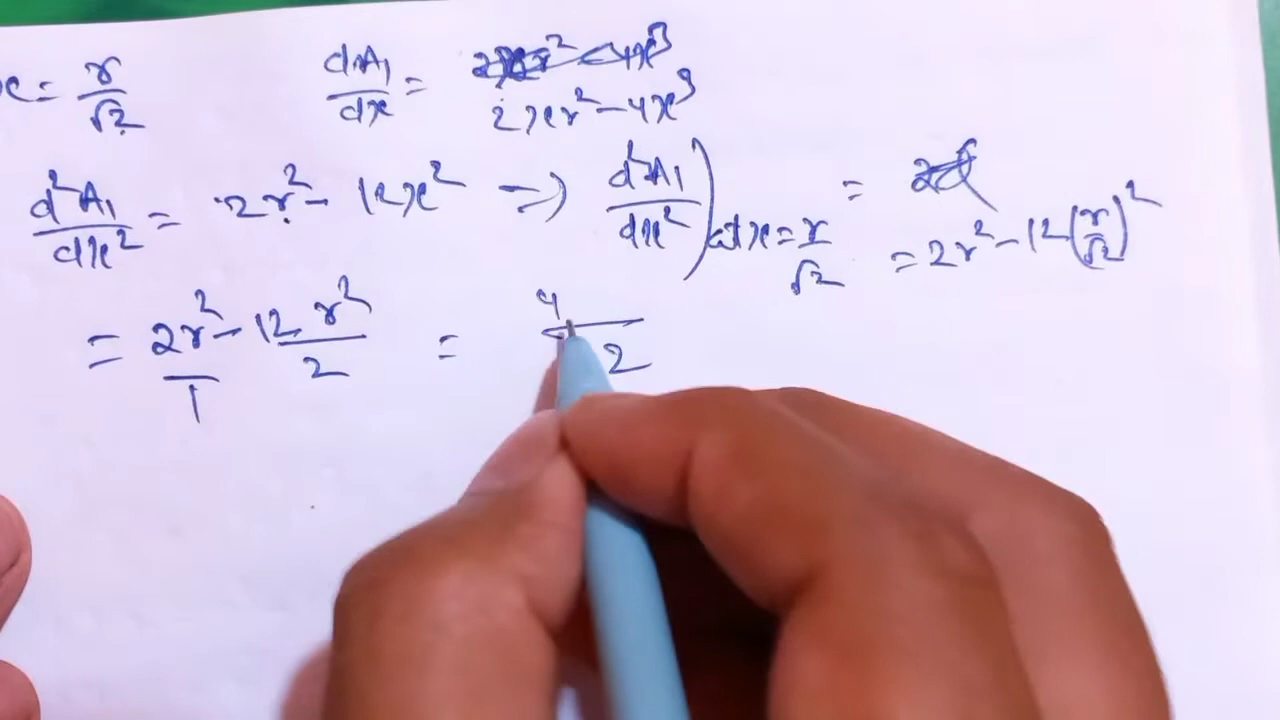 x = r/√2    dA₁/dx = 2xr² - 4x³
d²A₁/dx² = 2r² - 12x² ⇒ d²A₁/dx²) at x = r/√2 = = 2r² - 12(r/√2)²
= 2r²/1 - 12 r²/2 = 4/2